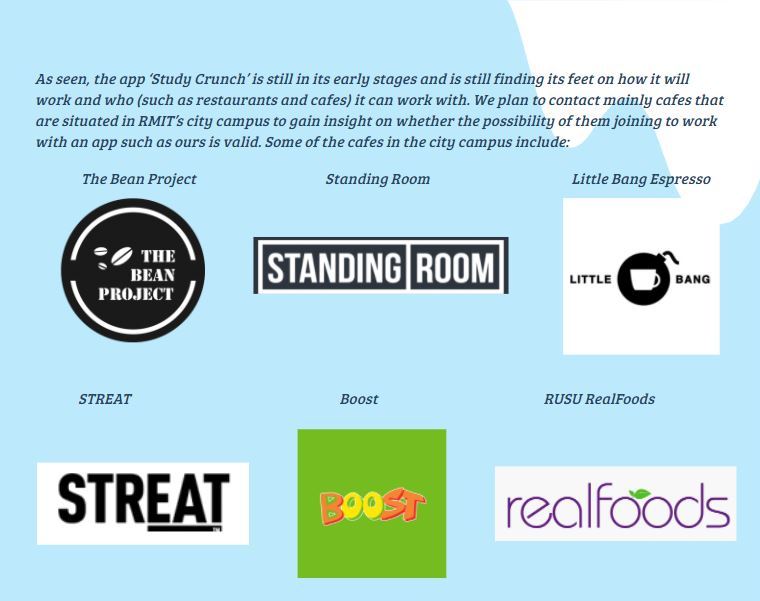 As seen, the app ‘Study Crunch’ is still in its early stages and is still finding its feet on how it will
work and who (such as restaurants and cafes) it can work with. We plan to contact mainly cafes that
are situated in RMIT’s city campus to gain insight on whether the possibility of them joining to work
with an app such as ours is valid. Some of the cafes in the city campus include:
The Bean Project
Standing Room
Little Bang Espresso
THE
BEAN
PROJECT
STANDING ROOM
LITTLE BANG
STREAT
Boost
RUSU RealFoods
STREAT™
BOOST
realfoods